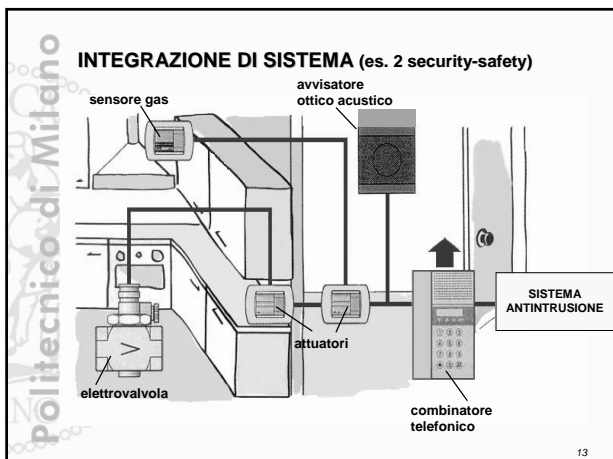 Politecnico di Milano
INTEGRAZIONE DI SISTEMA (es. 2 security-safety)
sensore gas
avvisatore
ottico acustico
SISTEMA
ANTINTRUSIONE
attuatori
elettrovalvola
combinatore
telefonico
13